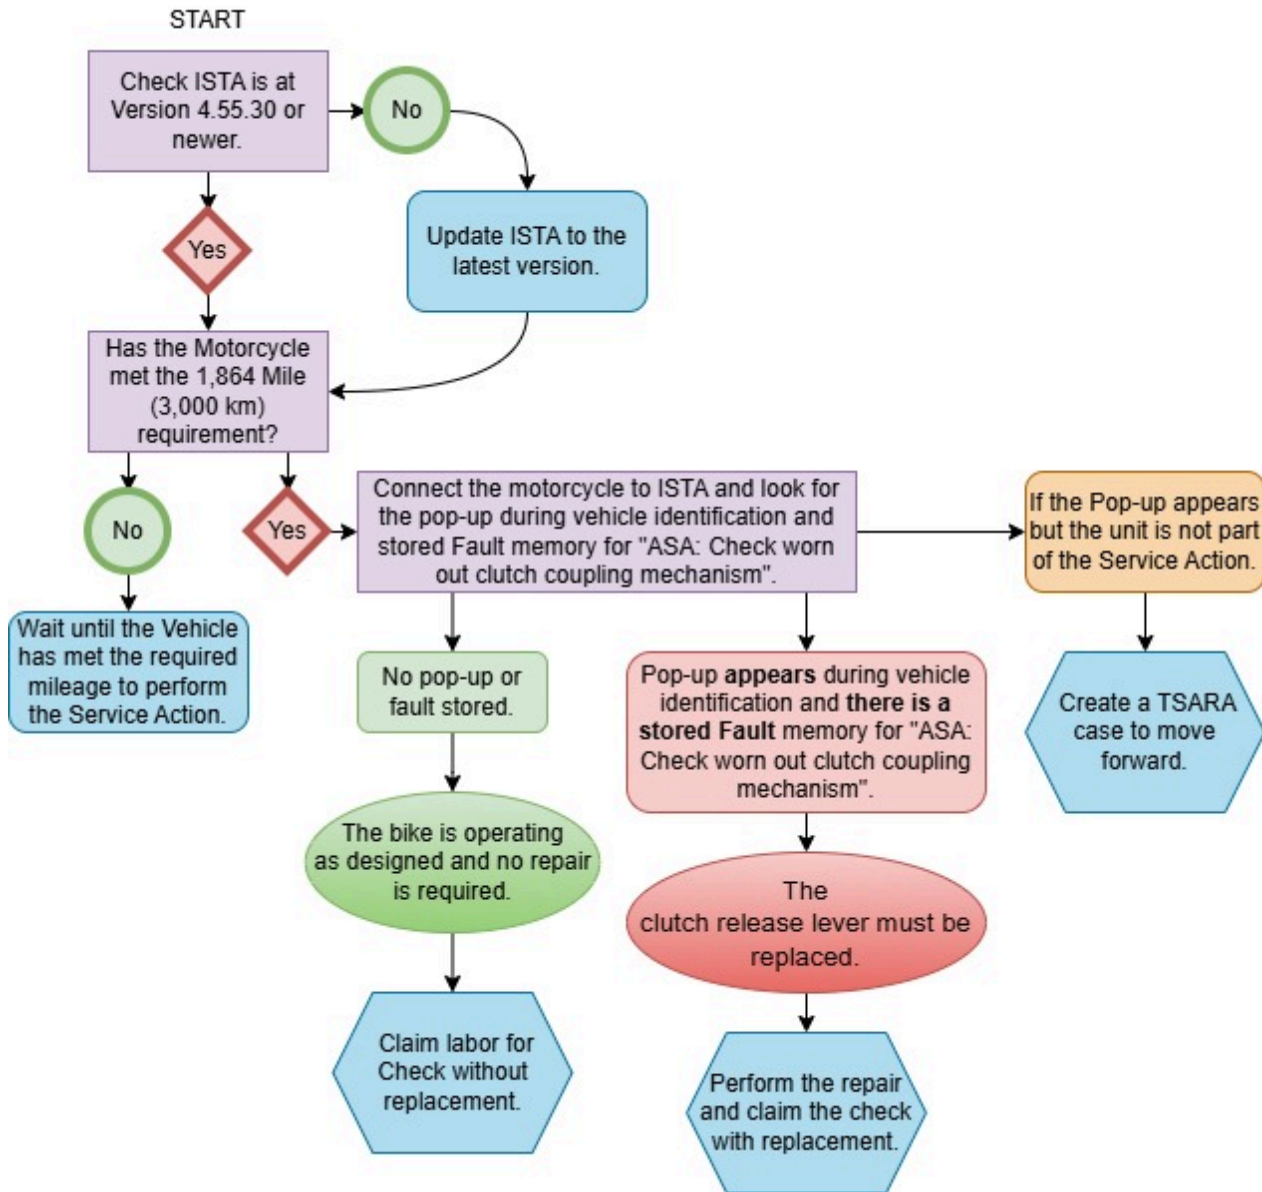 START
Check ISTA is at
Version 4.55.30 or
newer.
No
Yes
Update ISTA to the
latest version.
Has the Motorcycle
met the 1,864 Mile
(3,000 km)
requirement?
No
Yes
Wait until the Vehicle
has met the required
mileage to perform
the Service Action.
Connect the motorcycle to ISTA and look for
the pop-up during vehicle identification and
stored Fault memory for "ASA: Check worn
out clutch coupling mechanism".
If the Pop-up appears
but the unit is not part
of the Service Action.
No pop-up or
fault stored.
Pop-up appears during vehicle
identification and there is a
stored Fault memory for "ASA:
Check worn out clutch coupling
mechanism".
Create a TSARA
case to move
forward.
The bike is operating
as designed and no repair
is required.
The
clutch release lever must be
replaced.
Claim labor for
Check without
replacement.
Perform the repair
and claim the check
with replacement.